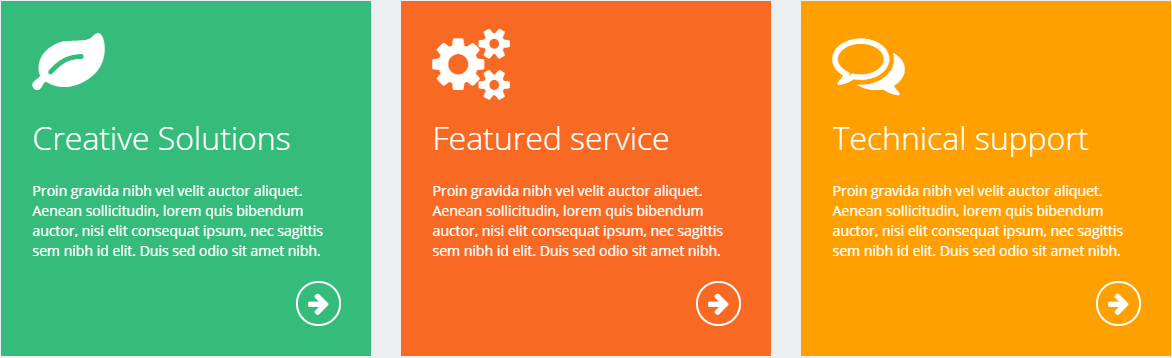 Creative Solutions
Proin gravida nibh vel velit auctor aliquet.
Aenean sollicitudin, lorem quis bibendum
auctor, nisi elit consequat ipsum, nec sagittis
sem nibh id elit. Duis sed odio sit amet nibh.
Featured service
Proin gravida nibh vel velit auctor aliquet.
Aenean sollicitudin, lorem quis bibendum
auctor, nisi elit consequat ipsum, nec sagittis
sem nibh id elit. Duis sed odio sit amet nibh.
Technical support
Proin gravida nibh vel velit auctor aliquet.
Aenean sollicitudin, lorem quis bibendum
auctor, nisi elit consequat ipsum, nec sagittis
sem nibh id elit. Duis sed odio sit amet nibh.